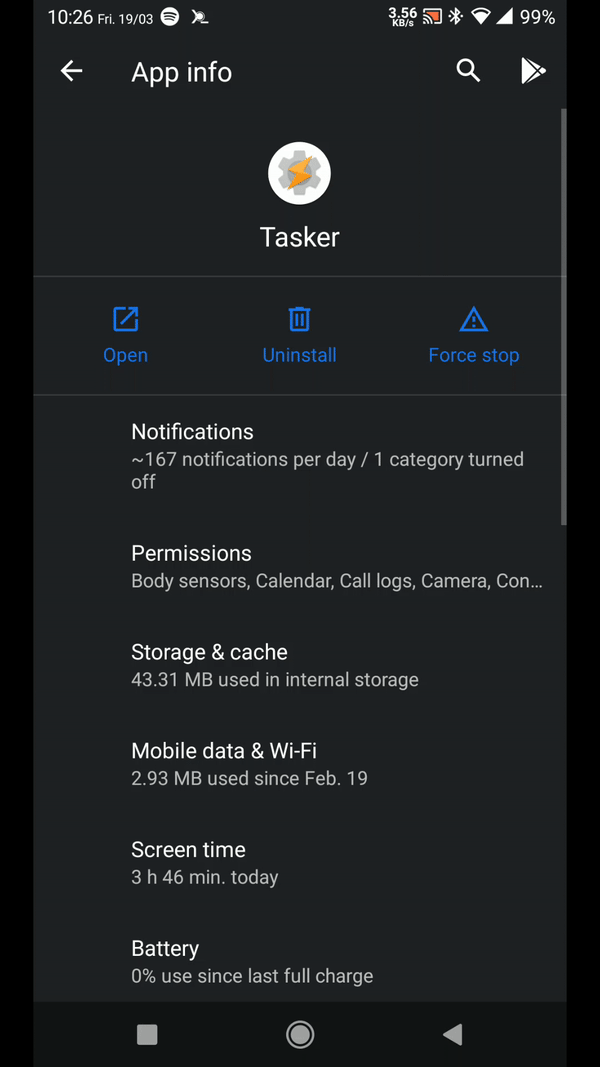 10:26 Fri. 19/03 3.56 KB/s 99%
App info
Tasker
Open Uninstall Force stop
Notifications
~167 notifications per day / 1 category turned
off
Permissions
Body sensors, Calendar, Call logs, Camera, Con...
Storage & cache
43.31 MB used in internal storage
Mobile data & Wi-Fi
2.93 MB used since Feb. 19
Screen time
3 h 46 min. today
Battery
0% use since last full charge